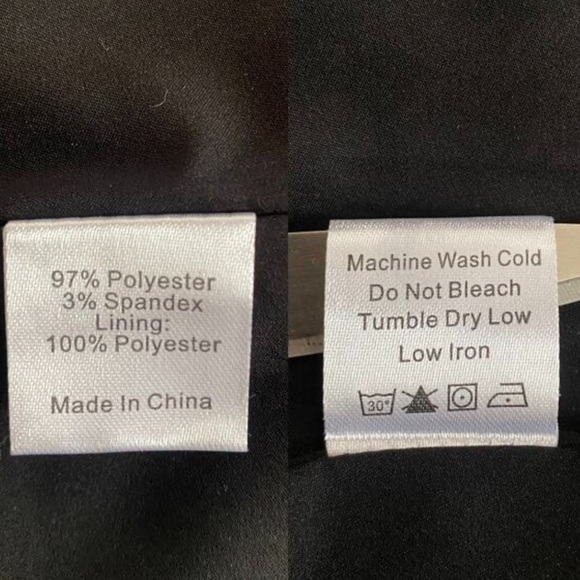 97% Polyester
3% Spandex
Lining:
100% Polyester
Made In China
Machine Wash Cold
Do Not Bleach
Tumble Dry Low
Low Iron
30°